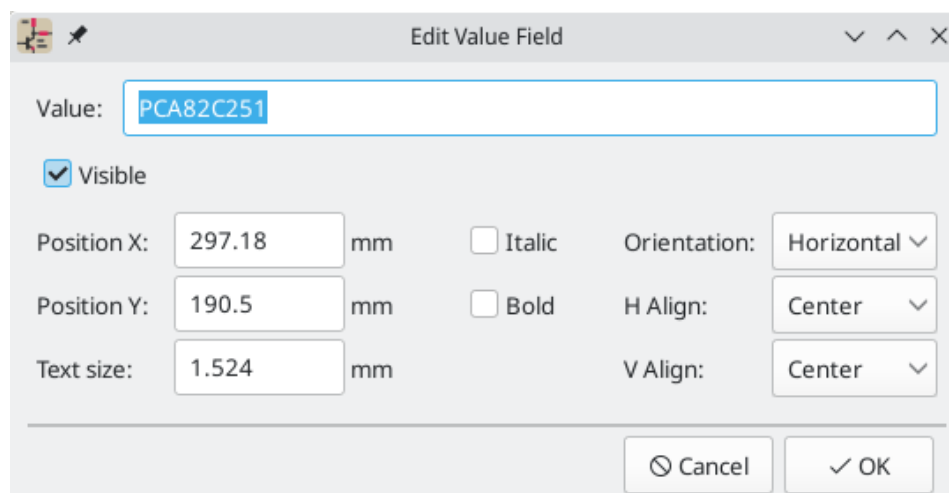 Edit Value Field
Value: PCA82C251
Visible
Position X: 297.18 mm Italic Orientation: Horizontal
Position Y: 190.5 mm Bold H Align: Center
Text size: 1.524 mm V Align: Center
Cancel OK